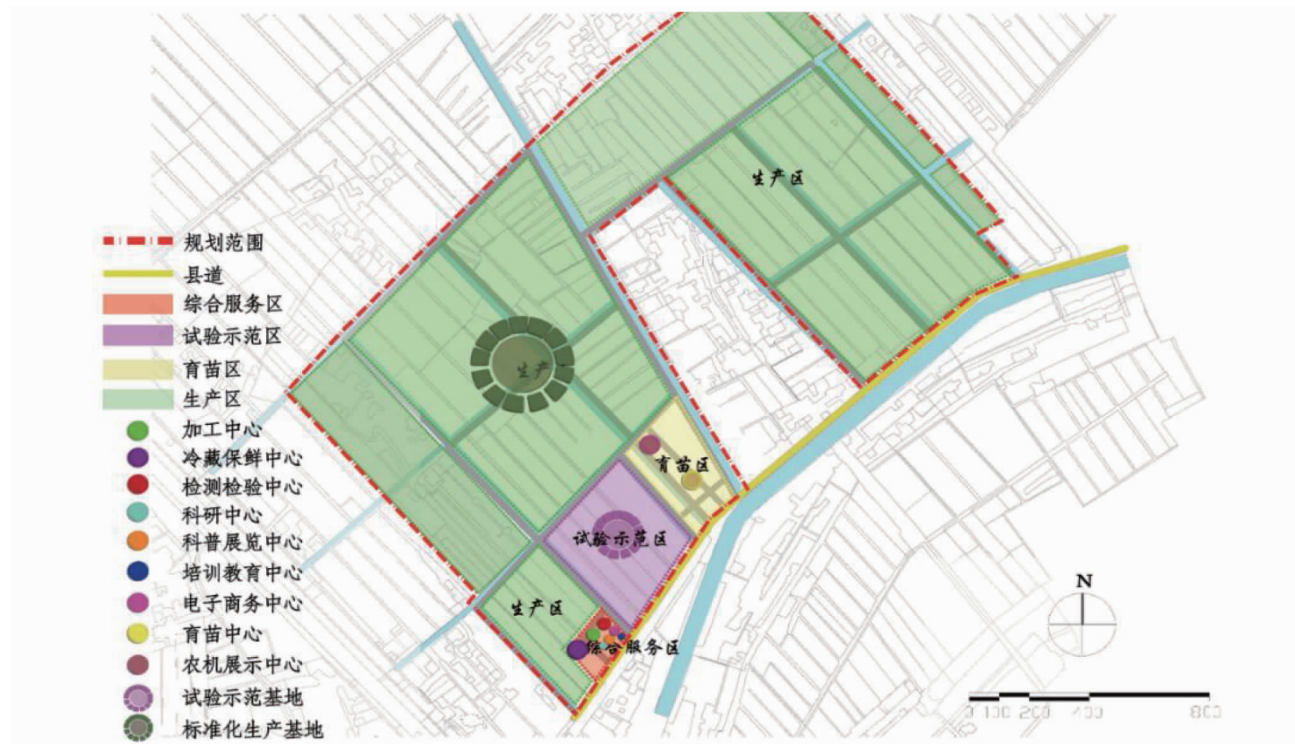 规划范围
县道
综合服务区
试验示范区
育苗区
生产区
加工中心
冷藏保鲜中心
检测检验中心
科研中心
科普展览中心
培训教育中心
电子商务中心
育苗中心
农机展示中心
试验示范基地
标准化生产基地
生产区
生产
育苗区
试验示范区
生产区
综合服务区
N
0 100 200 400 800